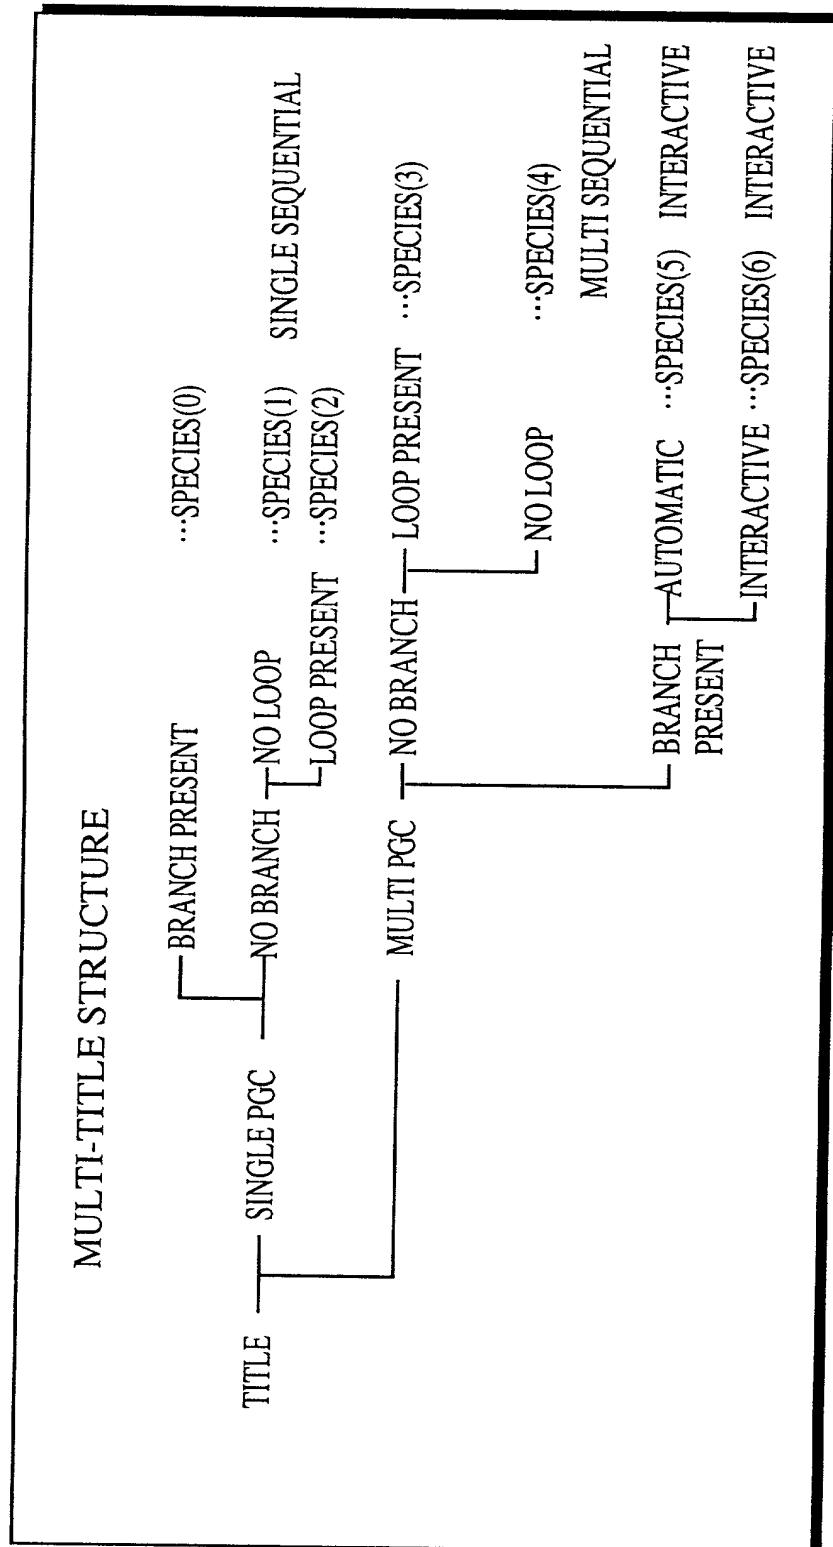 MULTI-TITLE STRUCTURE
BRANCH PRESENT ···SPECIES(0)
TITLE SINGLE PGC NO BRANCH NO LOOP ···SPECIES(1) SINGLE SEQUENTIAL
LOOP PRESENT ···SPECIES(2)
MULTI PGC NO BRANCH LOOP PRESENT ···SPECIES(3)
NO LOOP ···SPECIES(4)
MULTI SEQUENTIAL
BRANCH AUTOMATIC ···SPECIES(5) INTERACTIVE
PRESENT
INTERACTIVE ···SPECIES(6) INTERACTIVE